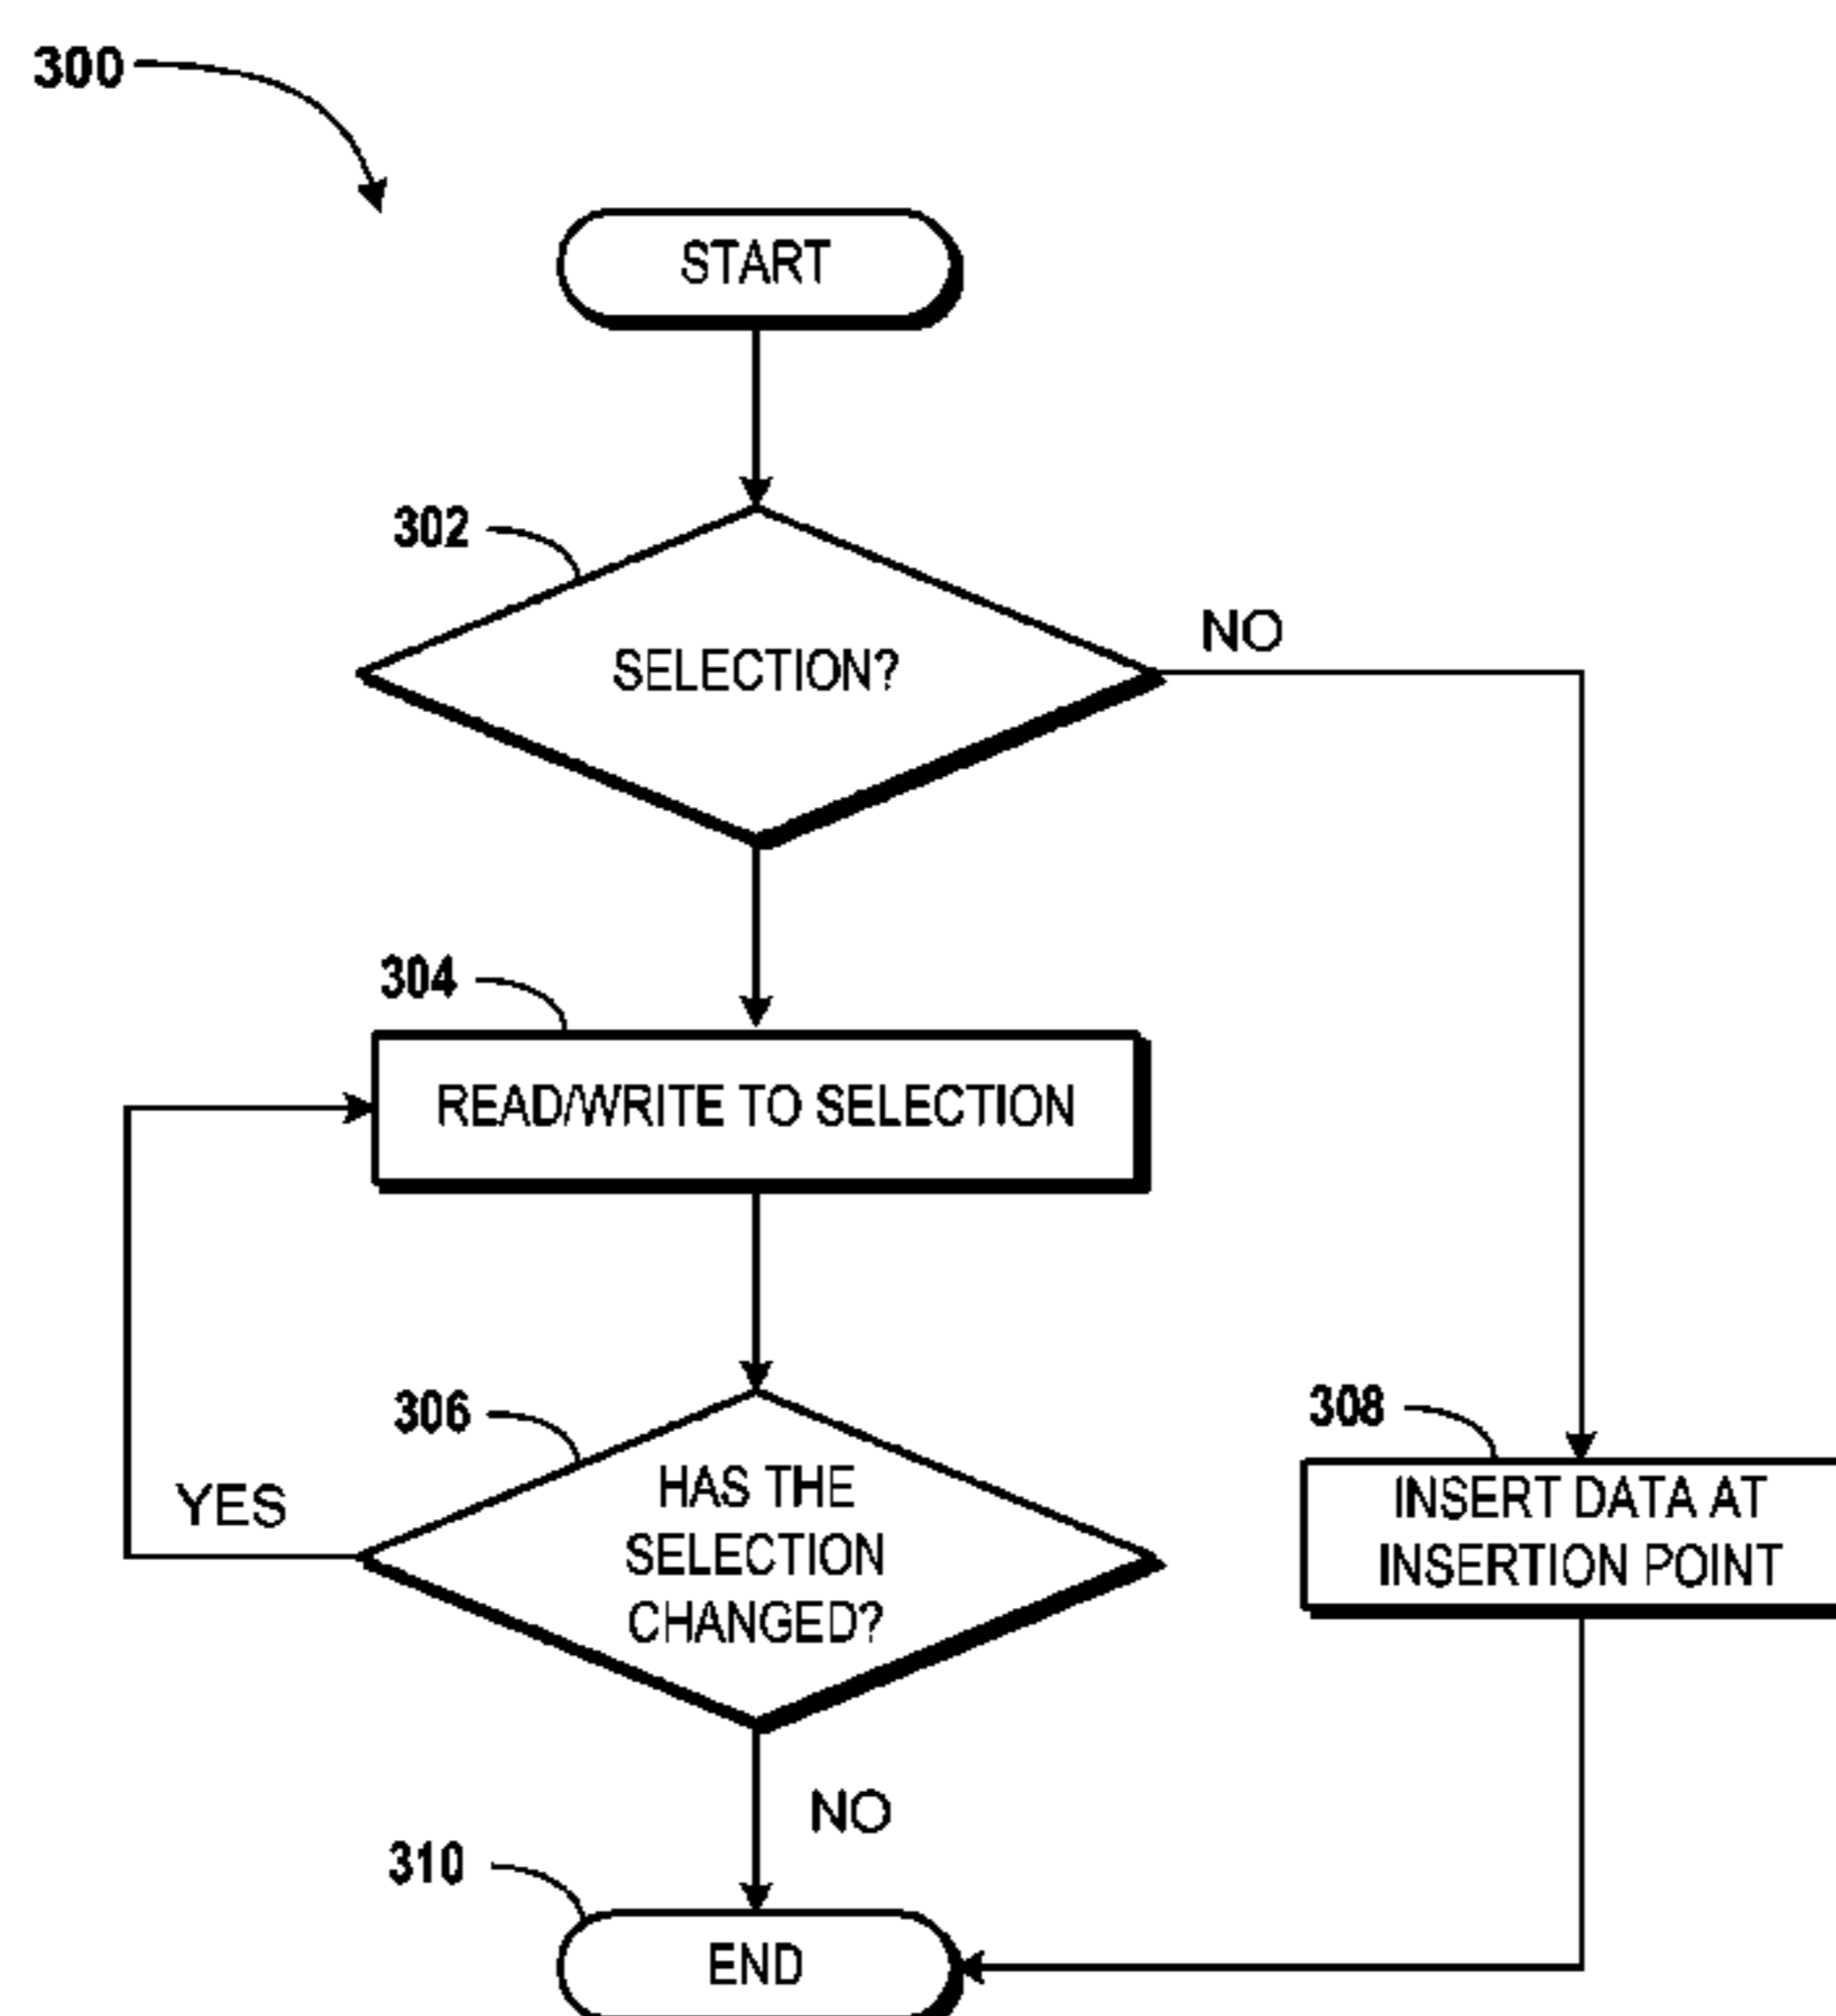 300
START
302
SELECTION?
NO
304
READ/WRITE TO SELECTION
306
HAS THE
SELECTION
CHANGED?
YES
308
INSERT DATA AT
INSERTION POINT
NO
310
END